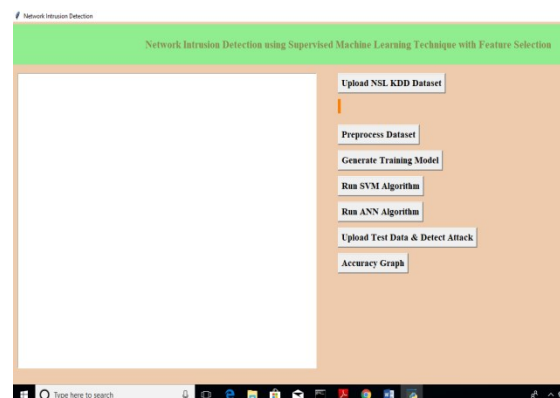 Network Intrusion Detection
Network Intrusion Detection using Supervised Machine Learning Technique with Feature Selection
Upload NSL KDD Dataset
Preprocess Dataset
Generate Training Model
Run SVM Algorithm
Run ANN Algorithm
Upload Test Data & Detect Attack
Accuracy Graph
Type here to search